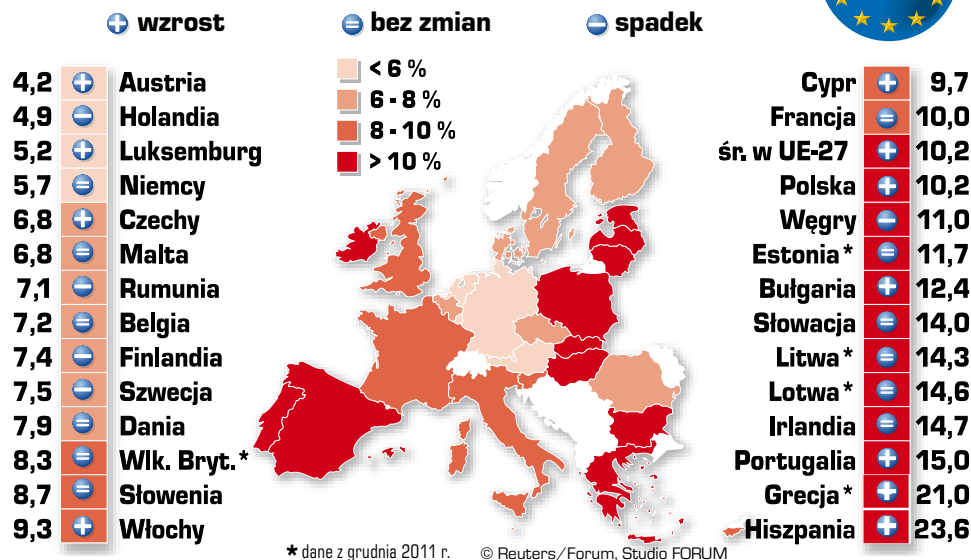 + wzrost = bez zmian - spadek
< 6 %
6 - 8 %
8 - 10 %
> 10 %
4,2 + Austria
4,9 - Holandia
5,2 + Luksemburg
5,7 = Niemcy
6,8 + Czechy
6,8 = Malta
7,1 - Rumunia
7,2 = Belgia
7,4 - Finlandia
7,5 - Szwecja
7,9 = Dania
8,3 = Wlk. Bryt.*
8,7 = Słowenia
9,3 + Włochy
Cypr + 9,7
Francja = 10,0
śr. w UE-27 + 10,2
Polska + 10,2
Węgry - 11,0
Estonia* = 11,7
Bułgaria + 12,4
Słowacja = 14,0
Litwa* = 14,3
Lotwa* = 14,6
Irlandia = 14,7
Portugalia + 15,0
Grecja* + 21,0
Hiszpania + 23,6
* dane z grudnia 2011 r. © Reuters/Forum, Studio FORUM